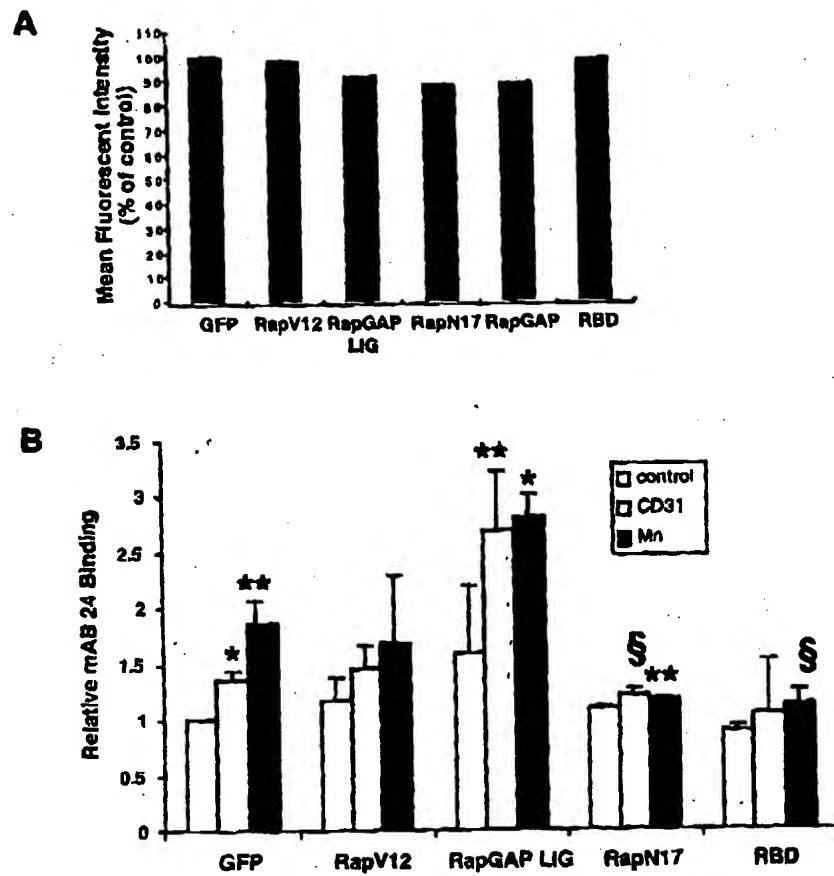 A
Mean Fluorescent Intensity
(% of control)
110
100
90
80
70
60
50
40
30
20
10
0
GFP RapV12 RapGAP LIG RapN17 RapGAP RBD
B
Relative mAB 24 Binding
3.5
3
2.5
2
1.5
1
0.5
0
** * ** * § ** §
control
CD31
Mn
GFP RapV12 RapGAP LIG RapN17 RBD